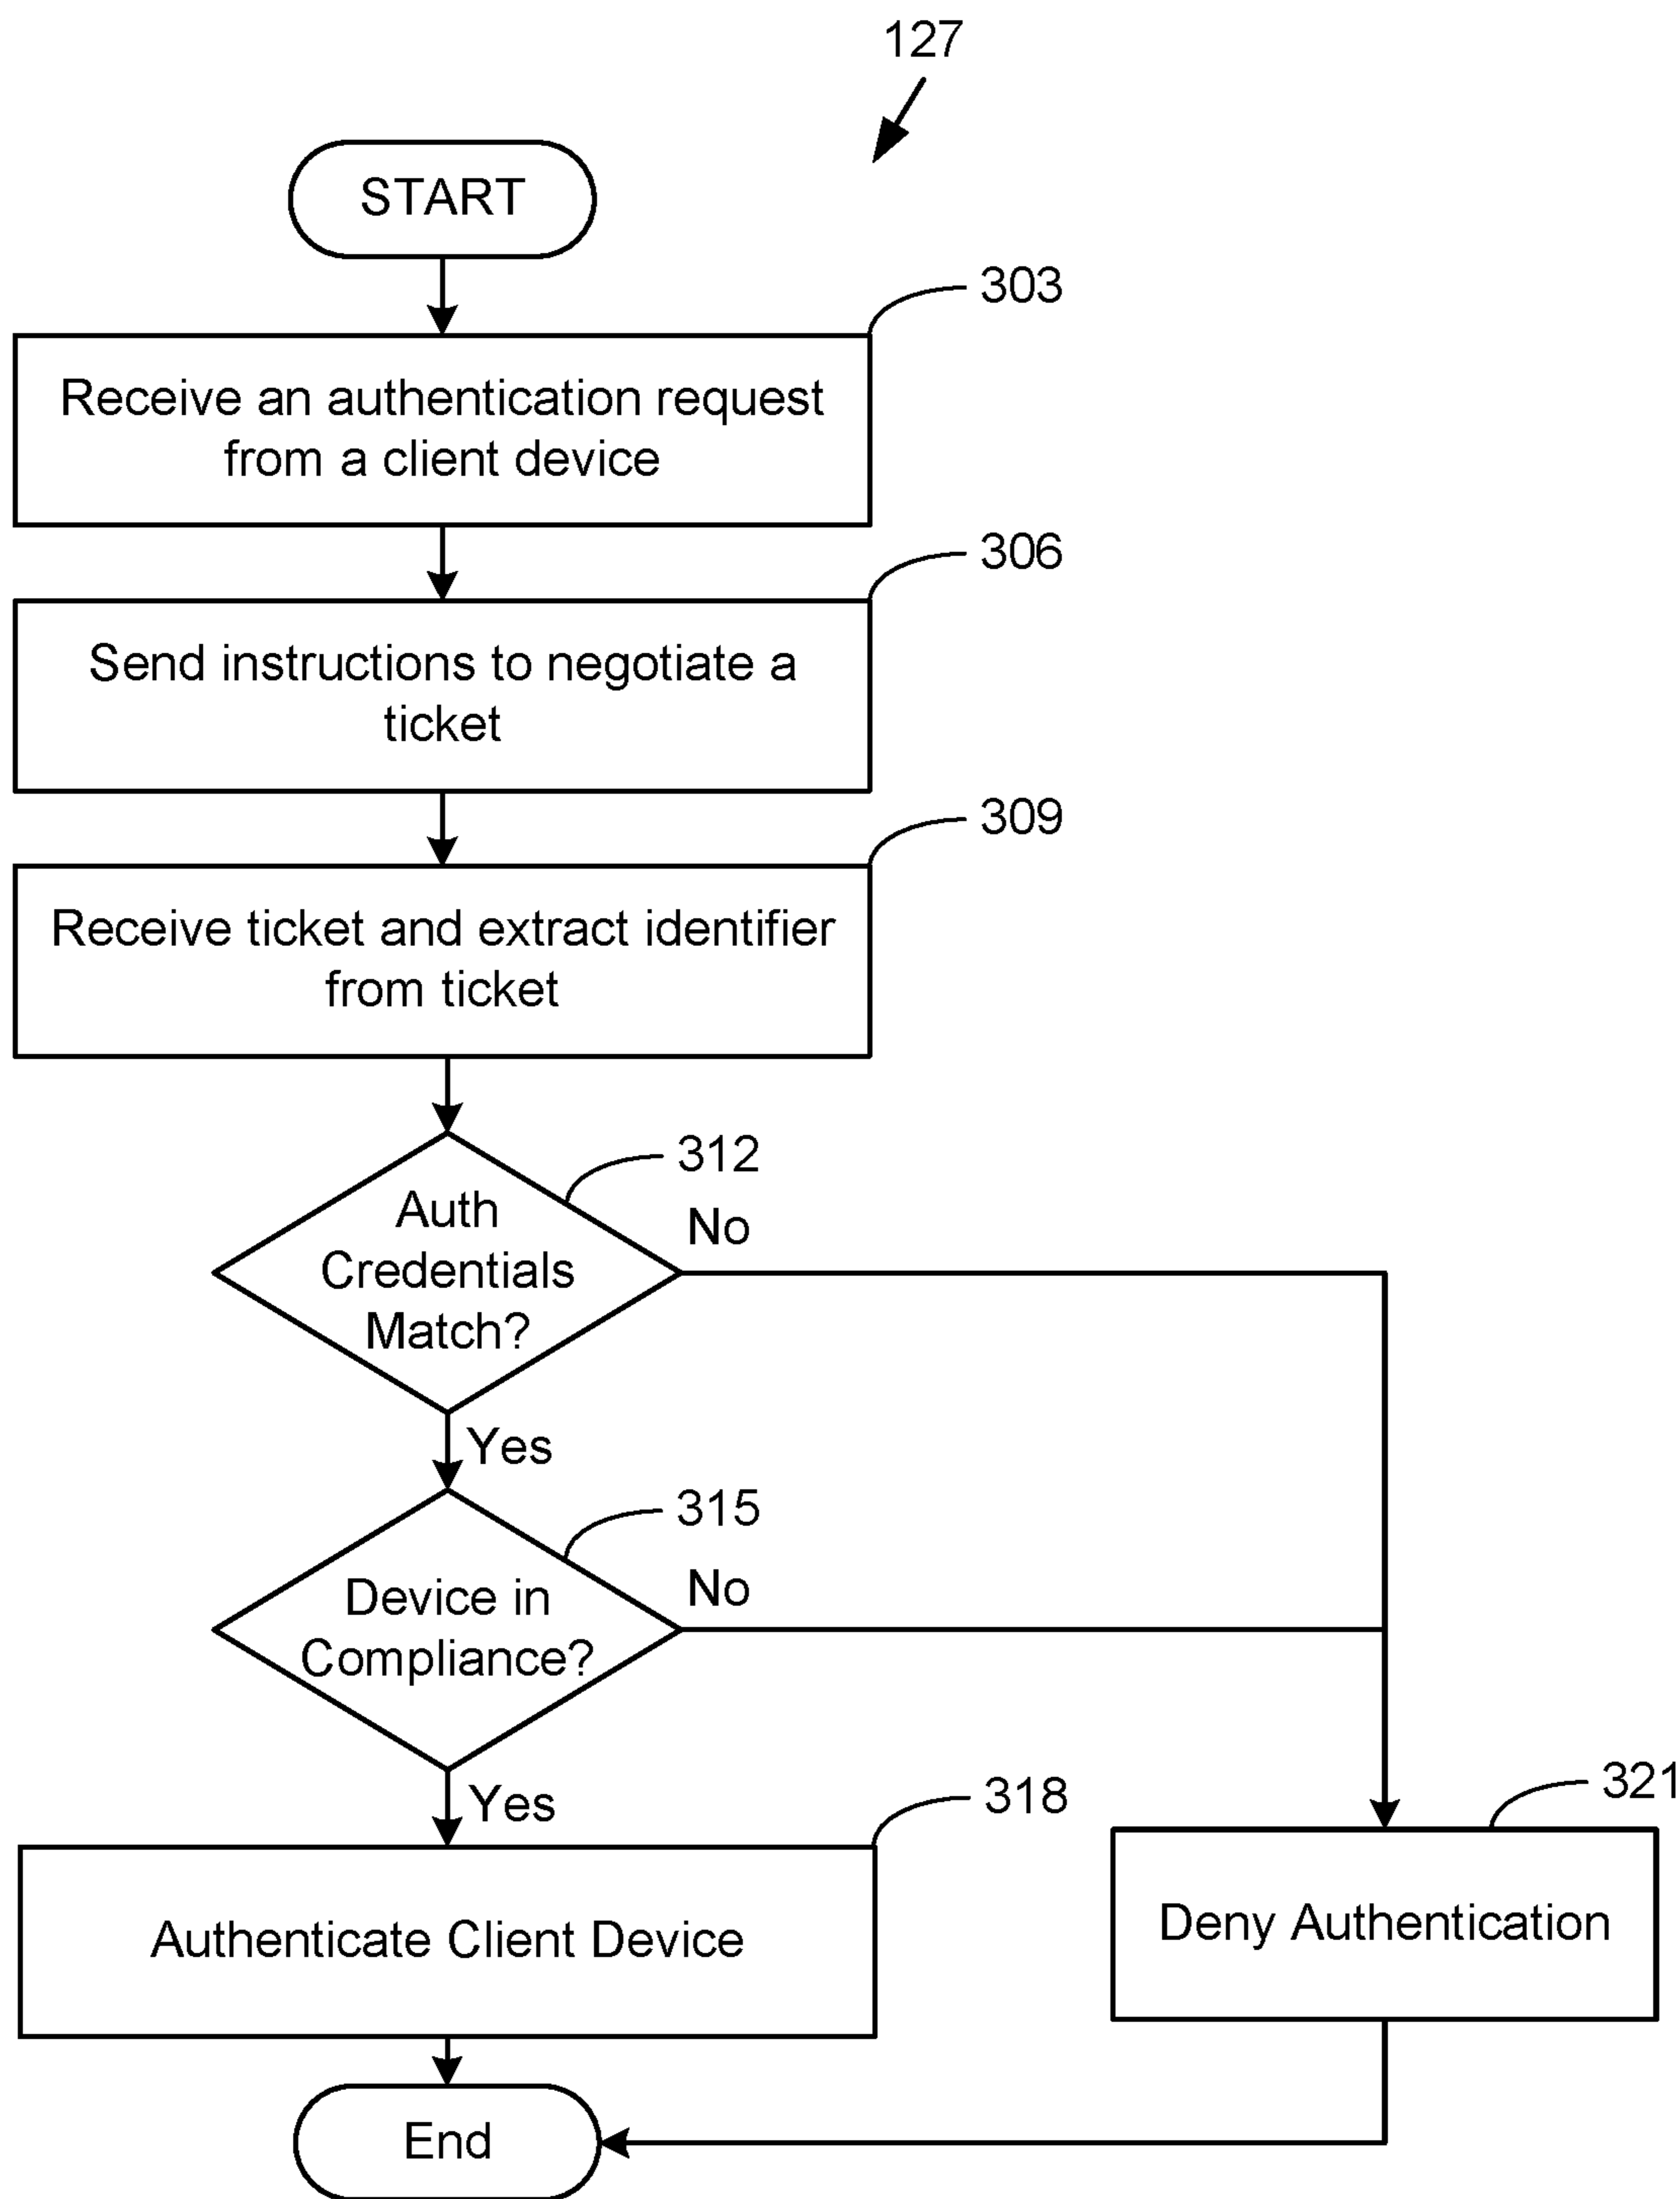 127
START
303
Receive an authentication request
from a client device
306
Send instructions to negotiate a
ticket
309
Receive ticket and extract identifier
from ticket
312
Auth
Credentials
Match?
No
Yes
315
Device in
Compliance?
No
Yes
318
Authenticate Client Device
321
Deny Authentication
End